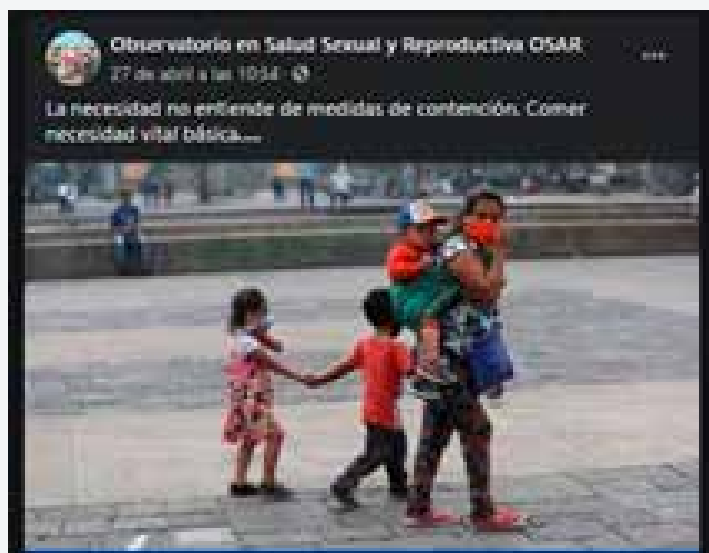 Observatorio en Salud Sexual y Reproductiva OSAR
27 de abril a las 10:54
La necesidad no entiende de medidas de contención. Comer
necesidad vital básica....